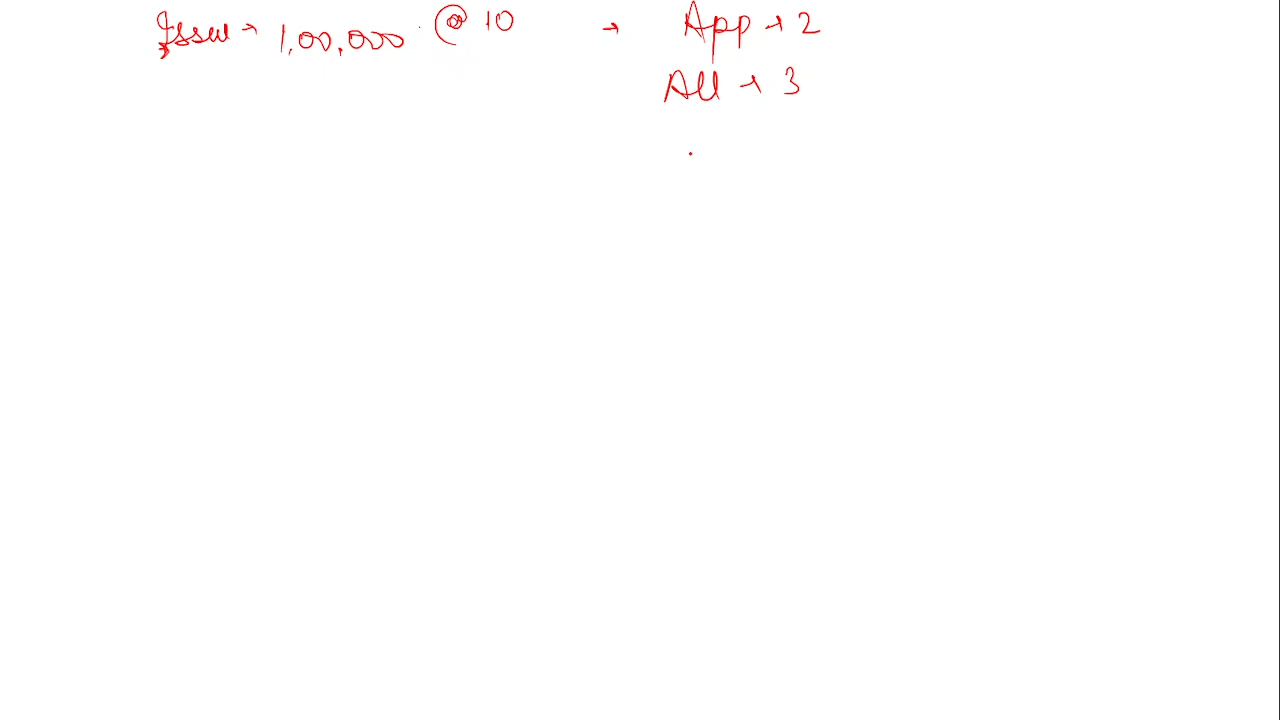 Issue → 1,00,000 @ 10 → App → 2
All → 3